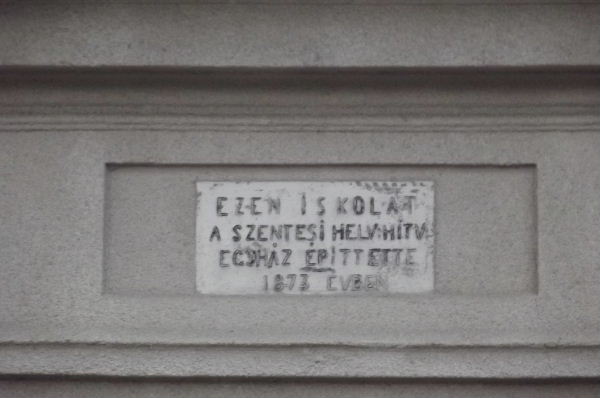 EZEN ISKOLÁT
A SZENTESI HELV·HITV·
EGYHÁZ ÉPITTETTE
1873 ÉVBEN